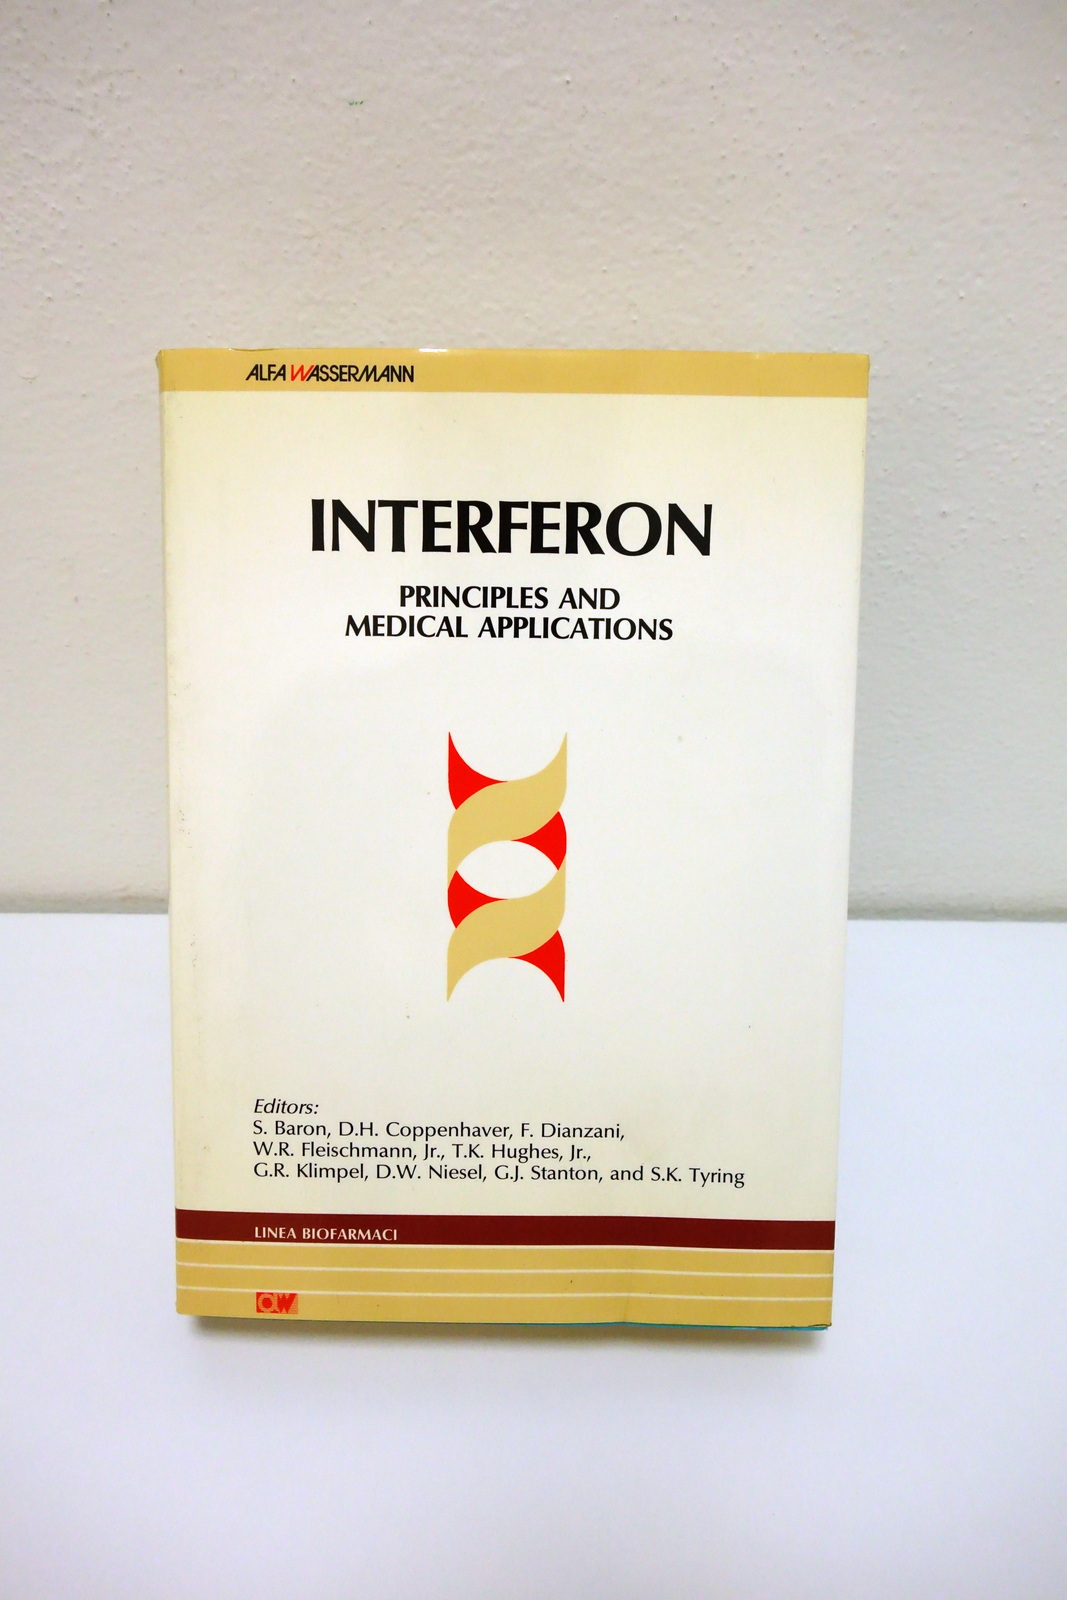 ALFA WASSERMANN
INTERFERON
PRINCIPLES AND
MEDICAL APPLICATIONS
Editors:
S. Baron, D.H. Coppenhaver, F. Dianzani,
W.R. Fleischmann, Jr., T.K. Hughes, Jr.,
G.R. Klimpel, D.W. Niesel, G.J. Stanton, and S.K. Tyring
LINEA BIOFARMACI
αW